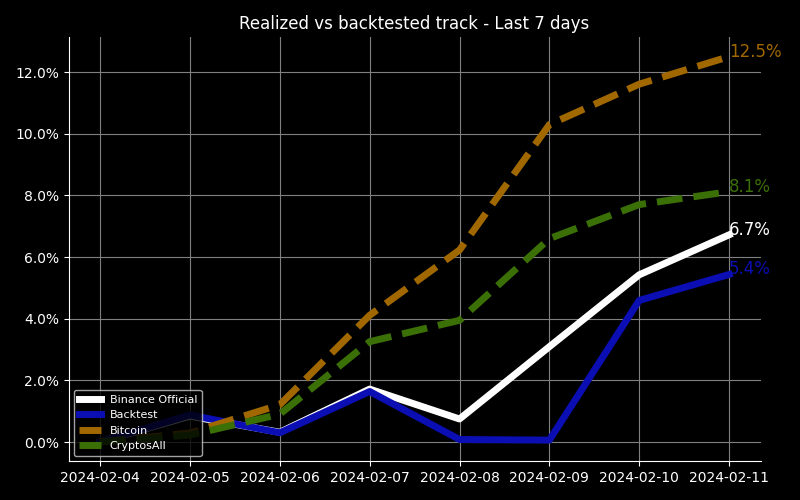 Realized vs backtested track - Last 7 days
12.5%
12.0%
10.0%
8.1%
8.0%
6.7%
6.0%
5.4%
4.0%
2.0%
Binance Official
Backtest
Bitcoin
0.0%
CryptosAll
2024-02-04 2024-02-05 2024-02-06 2024-02-07 2024-02-08 2024-02-09 2024-02-10 2024-02-11